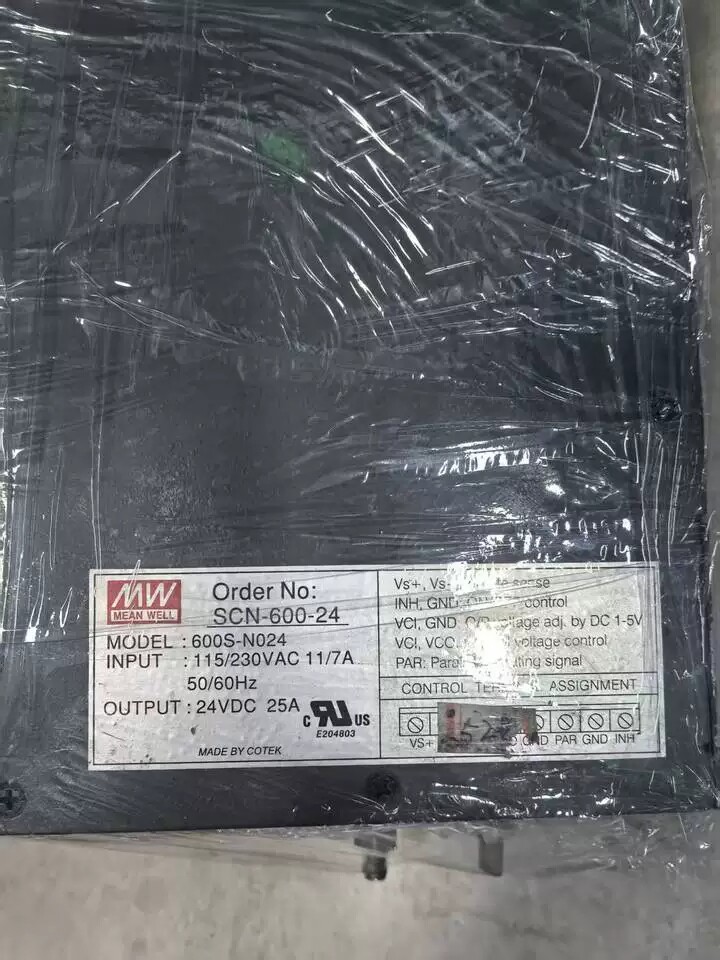 MW
MEAN WELL
Order No:
SCN-600-24
MODEL : 600S-N024
INPUT : 115/230VAC 11/7A
50/60Hz
OUTPUT : 24VDC 25A
c RU US
E204803
MADE BY COTEK
Vs+, Vs- sense
INH, GND, control
VCI, GND, voltage adj. by DC 1-5V
VCI, VCC, voltage control
PAR: signal
CONTROL ASSIGNMENT
VS+ GND PAR GND INH